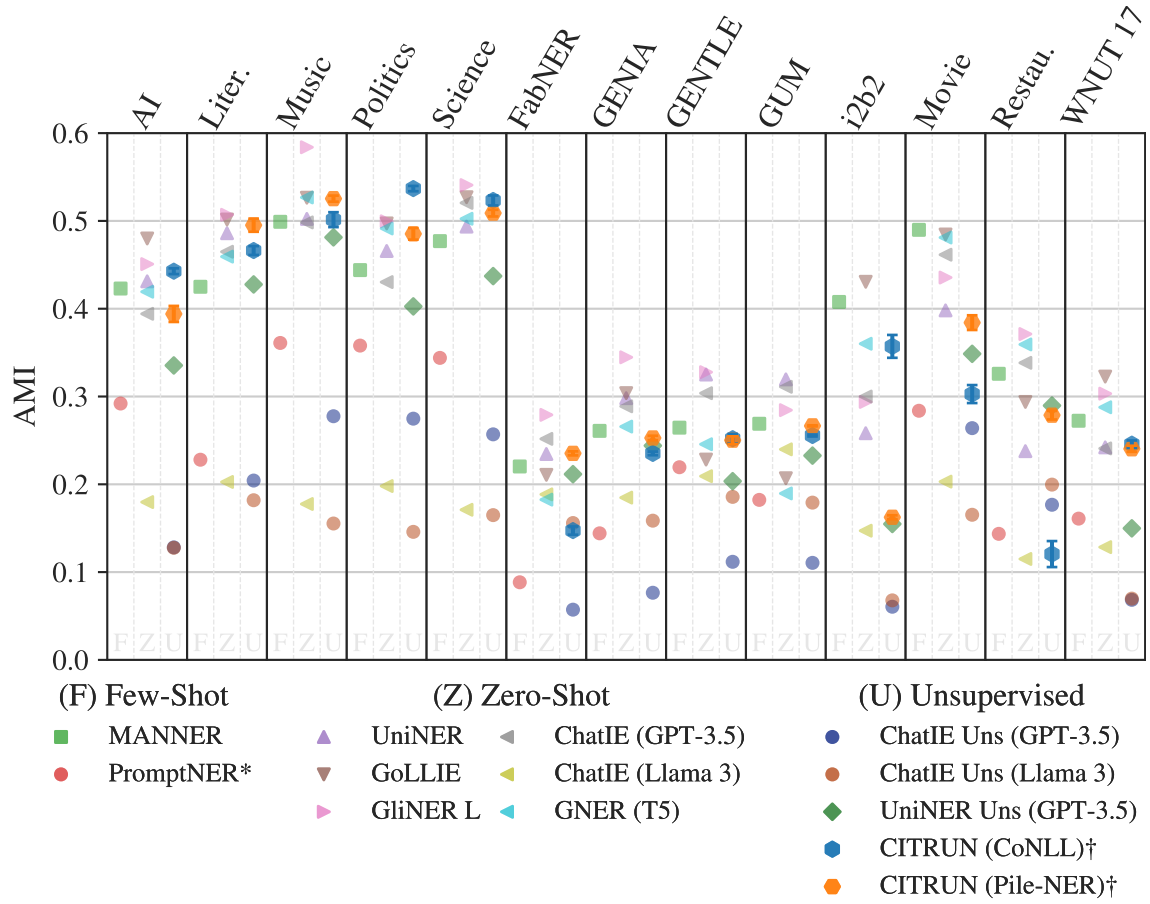 AI Liter. Music Politics Science FabNER GENIA GENTLE GUM i2b2 Movie Restau. WNUT 17
0.6
0.5
0.4
0.3
0.2
0.1
0.0
AMI
F Z U F Z U F Z U F Z U F Z U F Z U F Z U F Z U F Z U F Z U F Z U F Z U F Z U
(F) Few-Shot (Z) Zero-Shot (U) Unsupervised
MANNER UniNER ChatIE (GPT-3.5) ChatIE Uns (GPT-3.5)
PromptNER* GoLLIE ChatIE (Llama 3) ChatIE Uns (Llama 3)
GliNER L GNER (T5) UniNER Uns (GPT-3.5)
CITRUN (CoNLL)†
CITRUN (Pile-NER)†